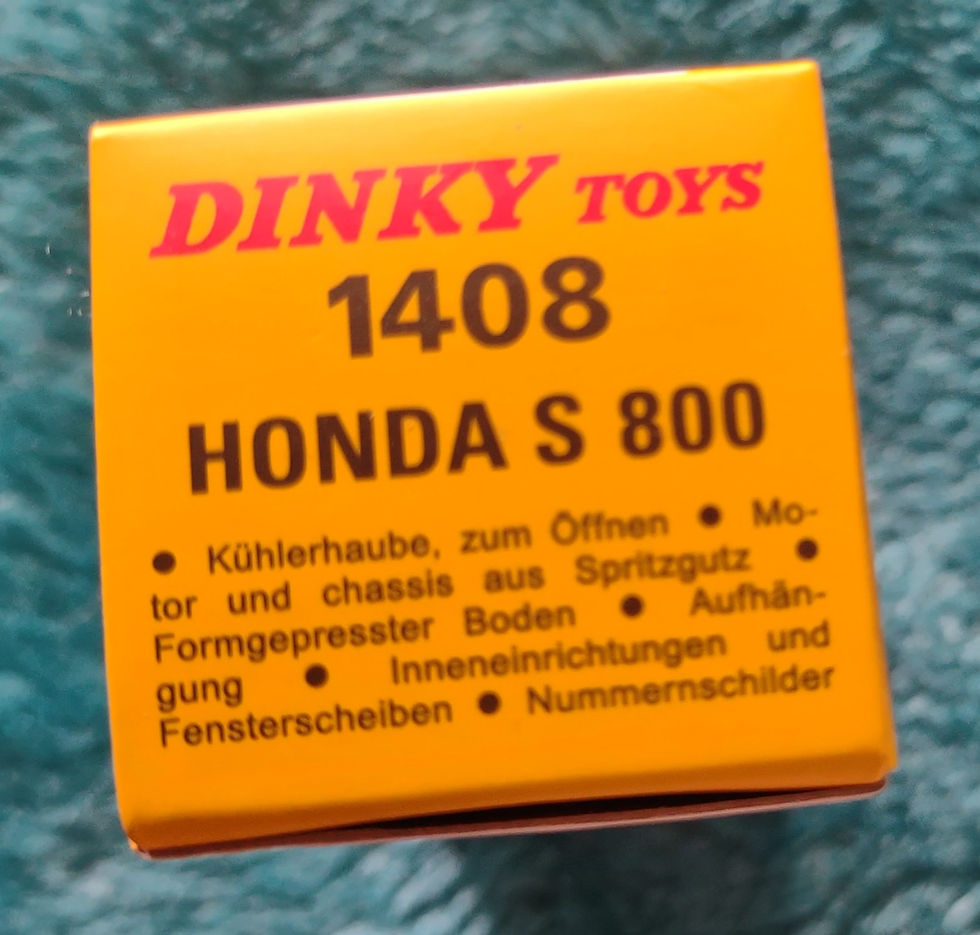 DINKY TOYS
1408
HONDA S 800
● Kühlerhaube, zum Öffnen ● Mo-
tor und chassis aus Spritzgutz ●
Formgepresster Boden ● Aufhän-
gung ● Inneneinrichtungen und
Fensterscheiben ● Nummernschilder